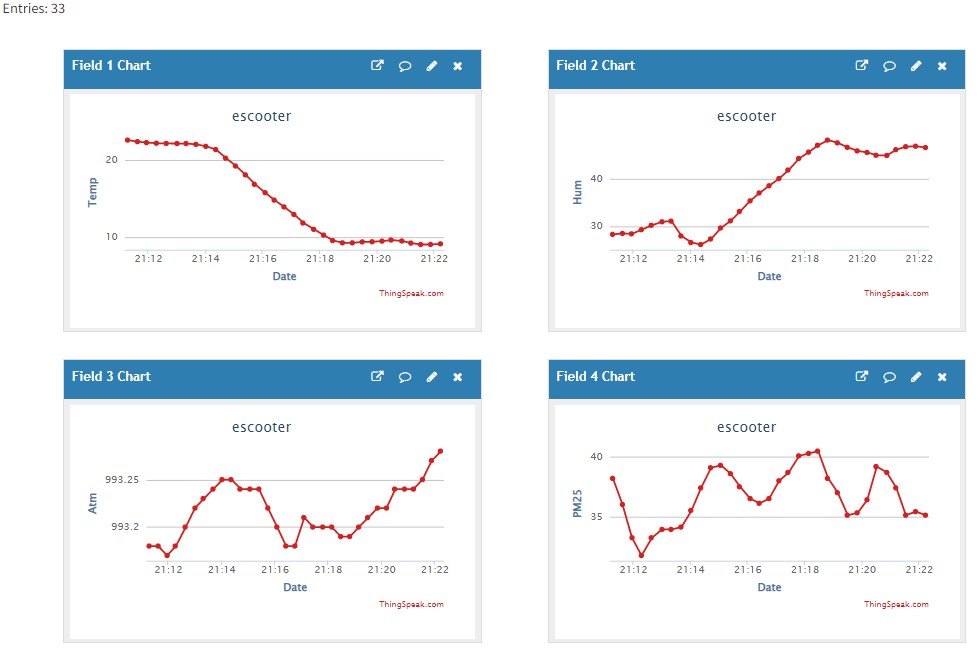 Entries: 33
Field 1 Chart
escooter
Temp
20
10
21:12 21:14 21:16 21:18 21:20 21:22
Date
ThingSpeak.com
Field 2 Chart
escooter
Hum
40
30
21:12 21:14 21:16 21:18 21:20 21:22
Date
ThingSpeak.com
Field 3 Chart
escooter
Atm
993.25
993.2
21:12 21:14 21:16 21:18 21:20 21:22
Date
ThingSpeak.com
Field 4 Chart
escooter
PM25
40
35
21:12 21:14 21:16 21:18 21:20 21:22
Date
ThingSpeak.com